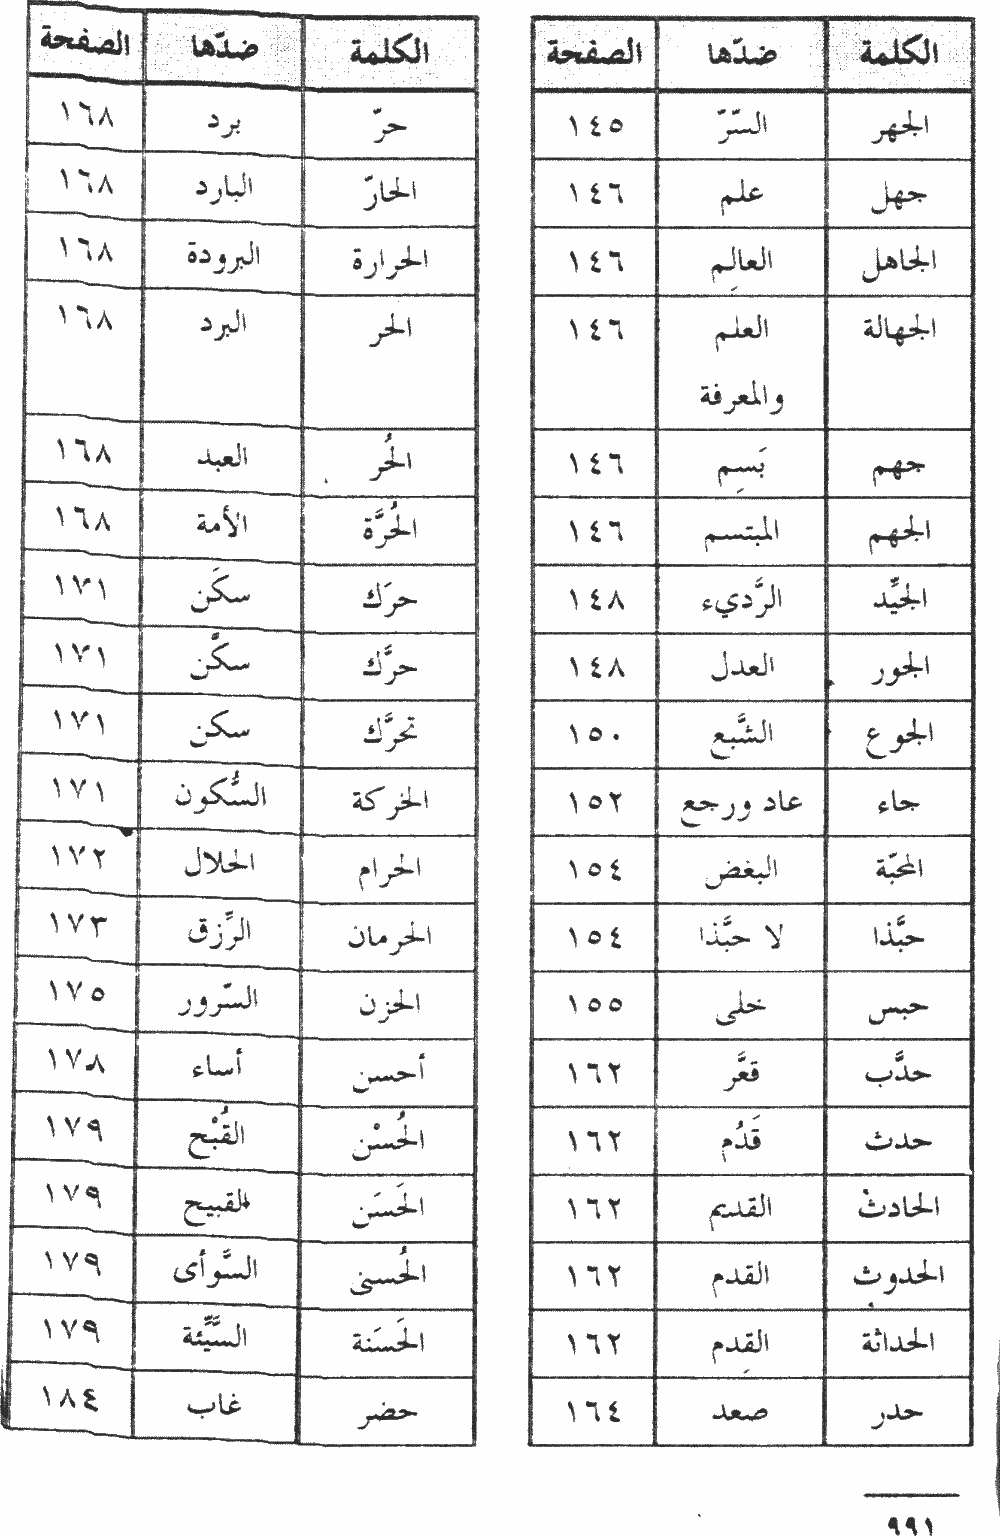 الكلمة ضدّها الصفحة
الجهر السّرّ ١٤٥
جهل علم ١٤٦
الجاهل العالِم ١٤٦
الجهالة العلم ١٤٦
والمعرفة
جهم بَسِم ١٤٦
الجهم المبتسم ١٤٦
الجيِّد الرَّديء ١٤٨
الجور العدل ١٤٨
الجوع الشَّبع ١٥٠
جاء عاد ورجع ١٥٢
المحبّة البغض ١٥٤
حبَّذا لا حبَّذا ١٥٤
حبس خلى ١٥٥
حدَّب قعَّر ١٦٢
حدث قَدُم ١٦٢
الحادث القديم ١٦٢
الحدوث القدم ١٦٢
الحداثة القِدم ١٦٢
حدر صعد ١٦٤
الكلمة ضدّها الصفحة
حرّ برد ١٦٨
الحارّ البارد ١٦٨
الحرارة البرودة ١٦٨
الحر البرد ١٦٨
الحُر العبد ١٦٨
الحُرَّة الأمة ١٦٨
حرَك سكَن ١٧١
حرَّك سكَّن ١٧١
تحرَّك سكن ١٧١
الخركة السُّكون ١٧١
الحرام الحلال ١٧٢
الحرمان الرِّزق ١٧٣
الحزن السّرور ١٧٥
أحسن أساء ١٧٨
الحُسْن القُبْح ١٧٩
الحَسَن القبيح ١٧٩
الحُسنى السَّوأى ١٧٩
الحَسَنة السَّيِّئة ١٧٩
حضر غاب ١٨٤
٩٩١